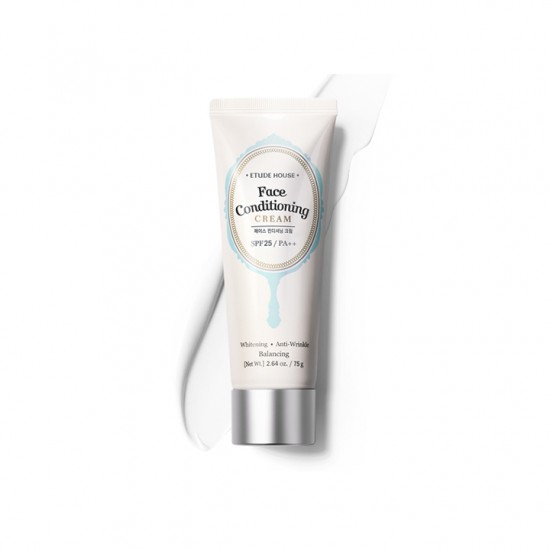 • ETUDE HOUSE •
Face
Conditioning
CREAM
페이스 컨디셔닝 크림
SPF25 / PA++
Whitening • Anti-Wrinkle
Balancing
(Net Wt.) 2.64 oz. / 75 g